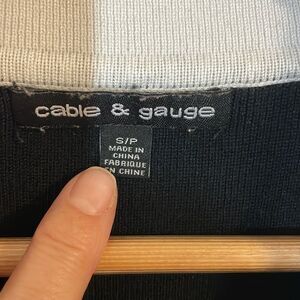 cable & gauge
S/P
MADE IN
CHINA
FABRIQUE
EN CHINE